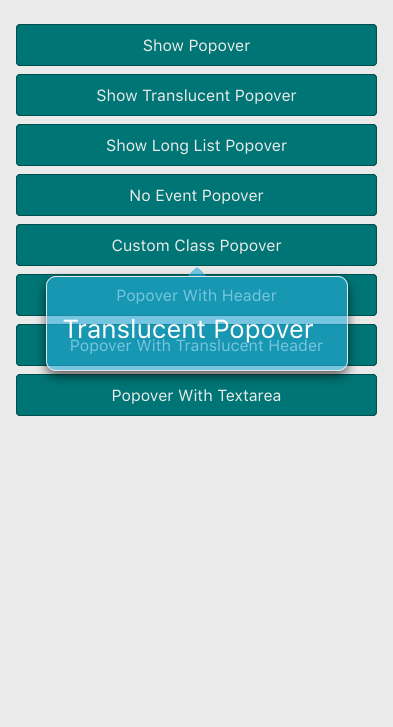 Show Popover
Show Translucent Popover
Show Long List Popover
No Event Popover
Custom Class Popover
Popover With Header
Translucent Popover
Popover With Translucent Header
Popover With Textarea